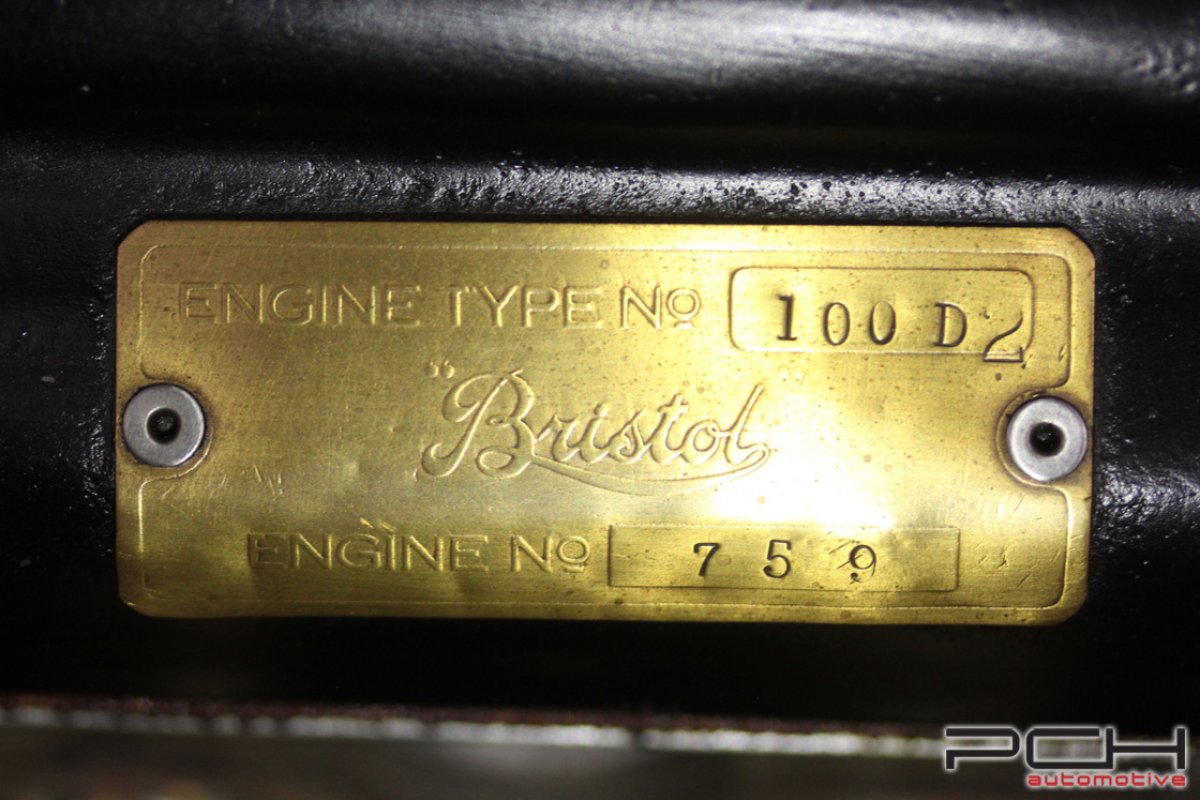 ENGINE TYPE Nº 100 D2
"Bristol"
ENGINE Nº 759
PCH
automotive